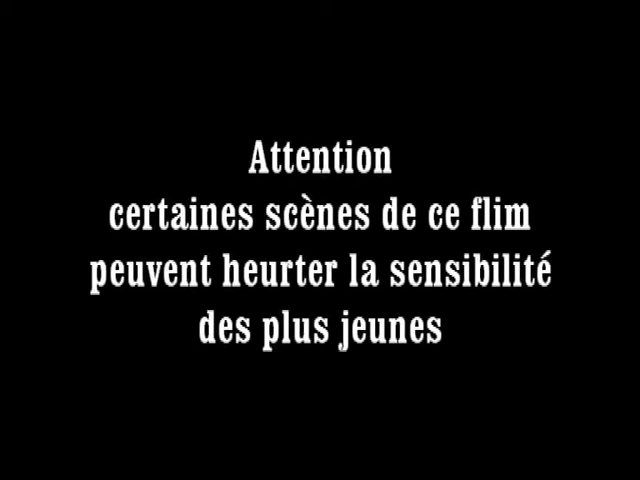 Attention
certaines scènes de ce flim
peuvent heurter la sensibilité
des plus jeunes